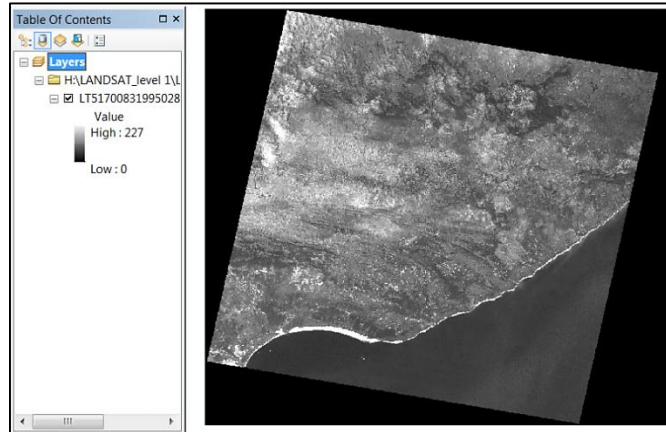 Table Of Contents
Layers
H:\LANDSAT_level 1\L
LT51700831995028
Value
High : 227
Low : 0